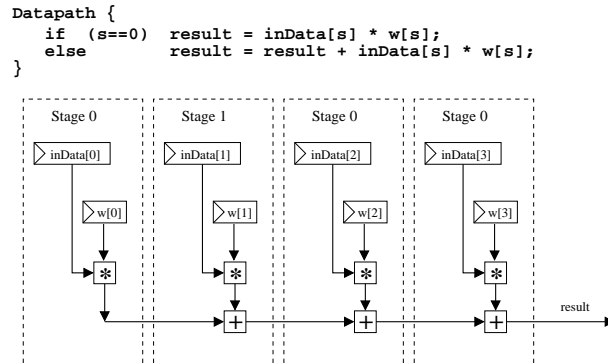 Datapath {
if (s==0) result = inData[s] * w[s];
else result = result + inData[s] * w[s];
}
Stage 0 Stage 1 Stage 0 Stage 0
inData[0] inData[1] inData[2] inData[3]
w[0] w[1] w[2] w[3]
* * * *
result
+ + +